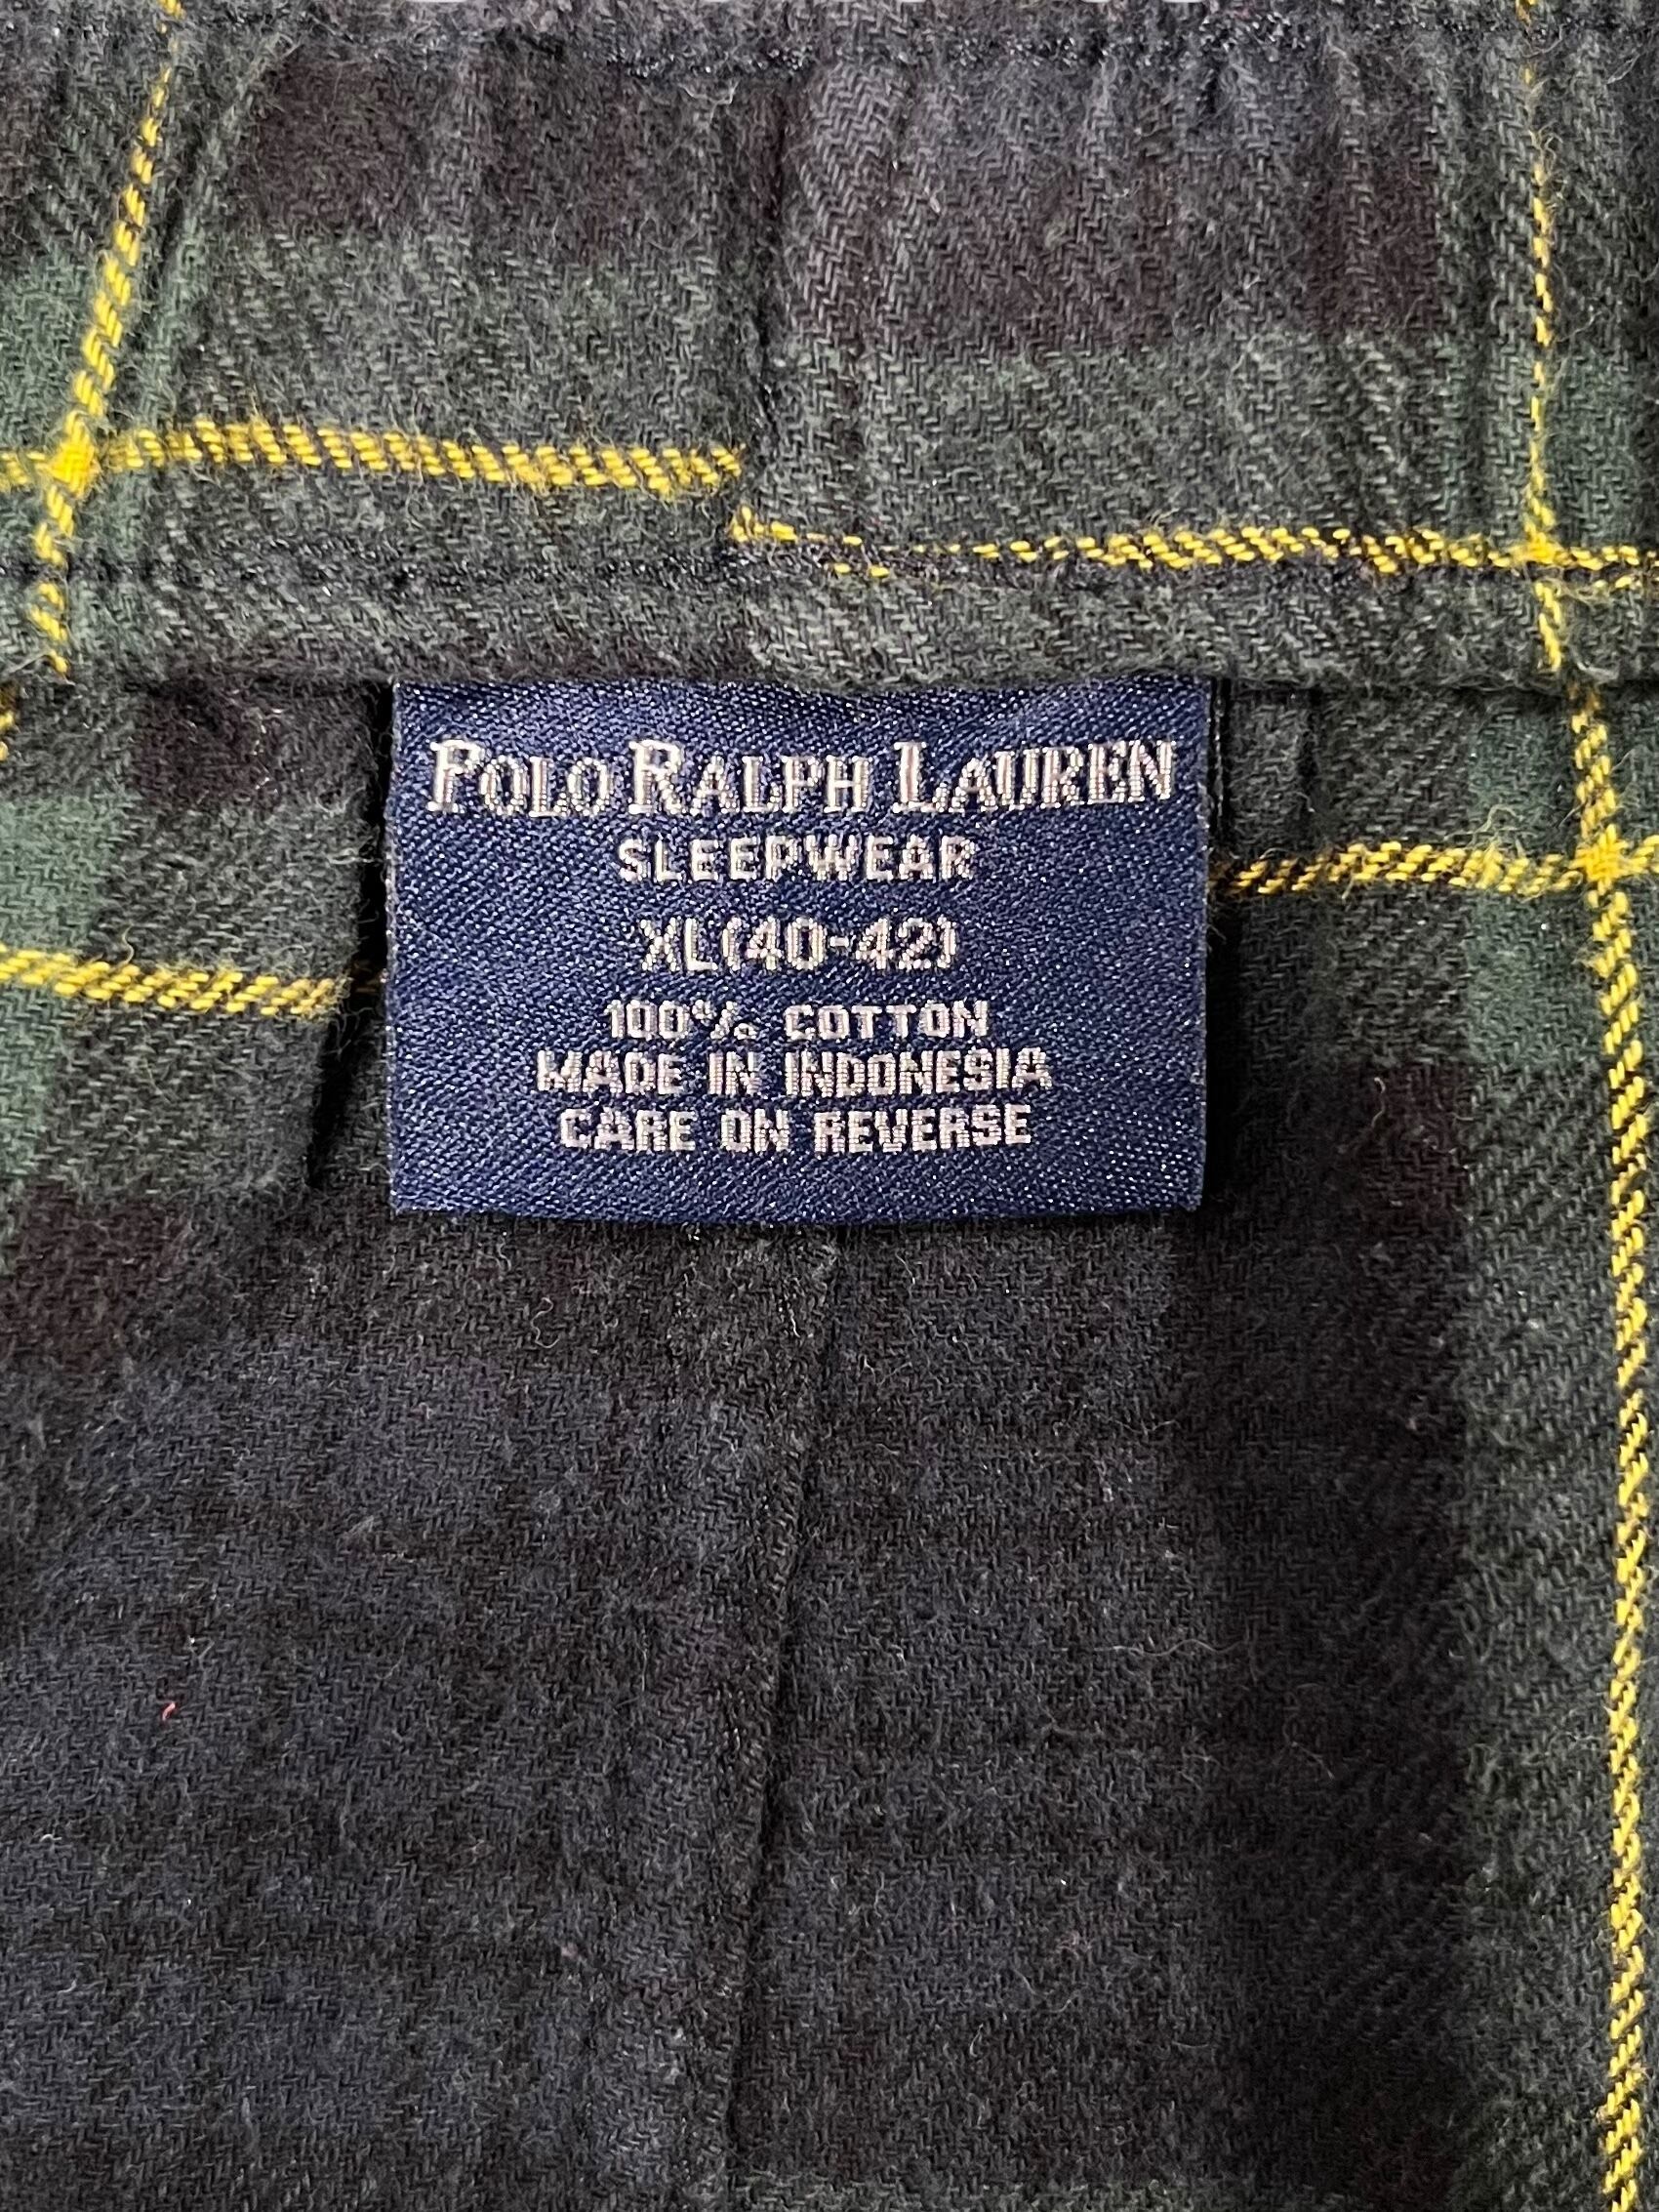 POLO RALPH LAUREN
SLEEPWEAR
XL(40-42)
100% COTTON
MADE IN INDONESIA
CARE ON REVERSE